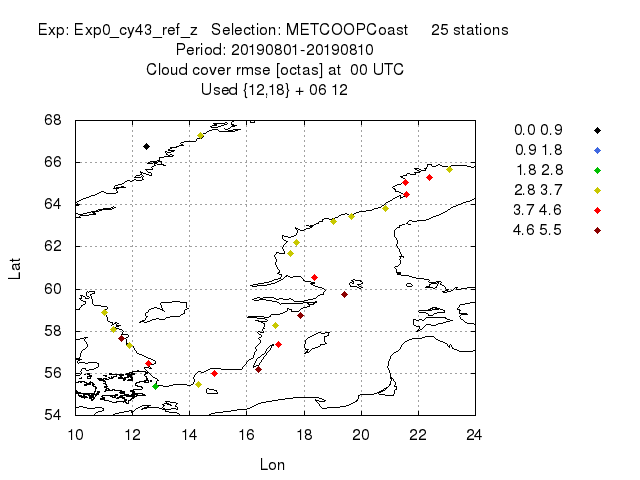 Exp: Exp0_cy43_ref_z   Selection: METCOOPCoast     25 stations
Period: 20190801-20190810
Cloud cover rmse [octas] at  00 UTC
Used {12,18} + 06 12
68
66
64
62
60
58
56
54
Lat
10 12 14 16 18 20 22 24
Lon
0.0 0.9
0.9 1.8
1.8 2.8
2.8 3.7
3.7 4.6
4.6 5.5